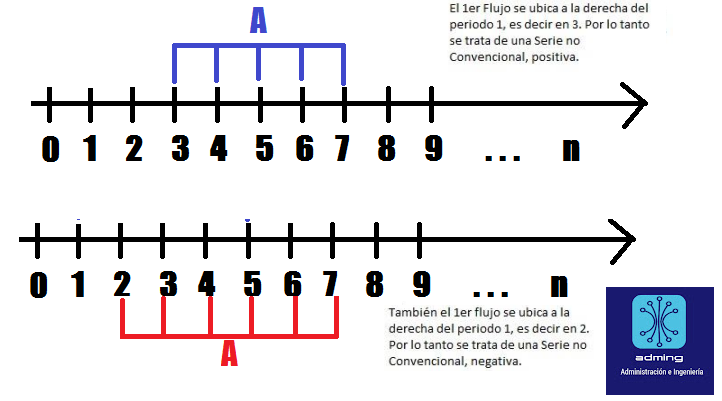 El 1er Flujo se ubica a la derecha del
periodo 1, es decir en 3. Por lo tanto
se trata de una Serie no
Convencional, positiva.
A
0 1 2 3 4 5 6 7 8 9 ... n
0 1 2 3 4 5 6 7 8 9 ... n
A
También el 1er flujo se ubica a la
derecha del periodo 1, es decir en 2.
Por lo tanto se trata de una Serie no
Convencional, negativa.
adming
Administración e Ingeniería